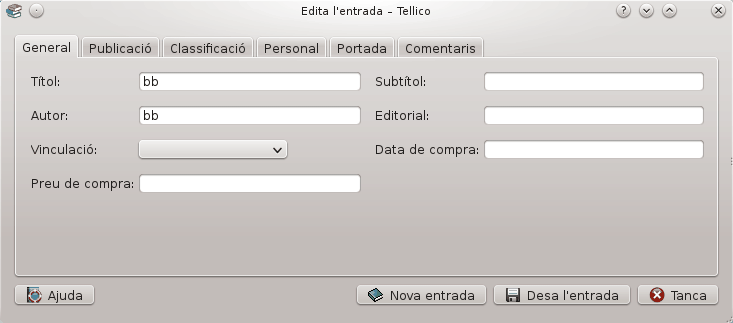 Edita l'entrada – Tellico
General Publicació Classificació Personal Portada Comentaris
Títol: bb Subtítol:
Autor: bb Editorial:
Vinculació: Data de compra:
Preu de compra:
Ajuda Nova entrada Desa l'entrada Tanca